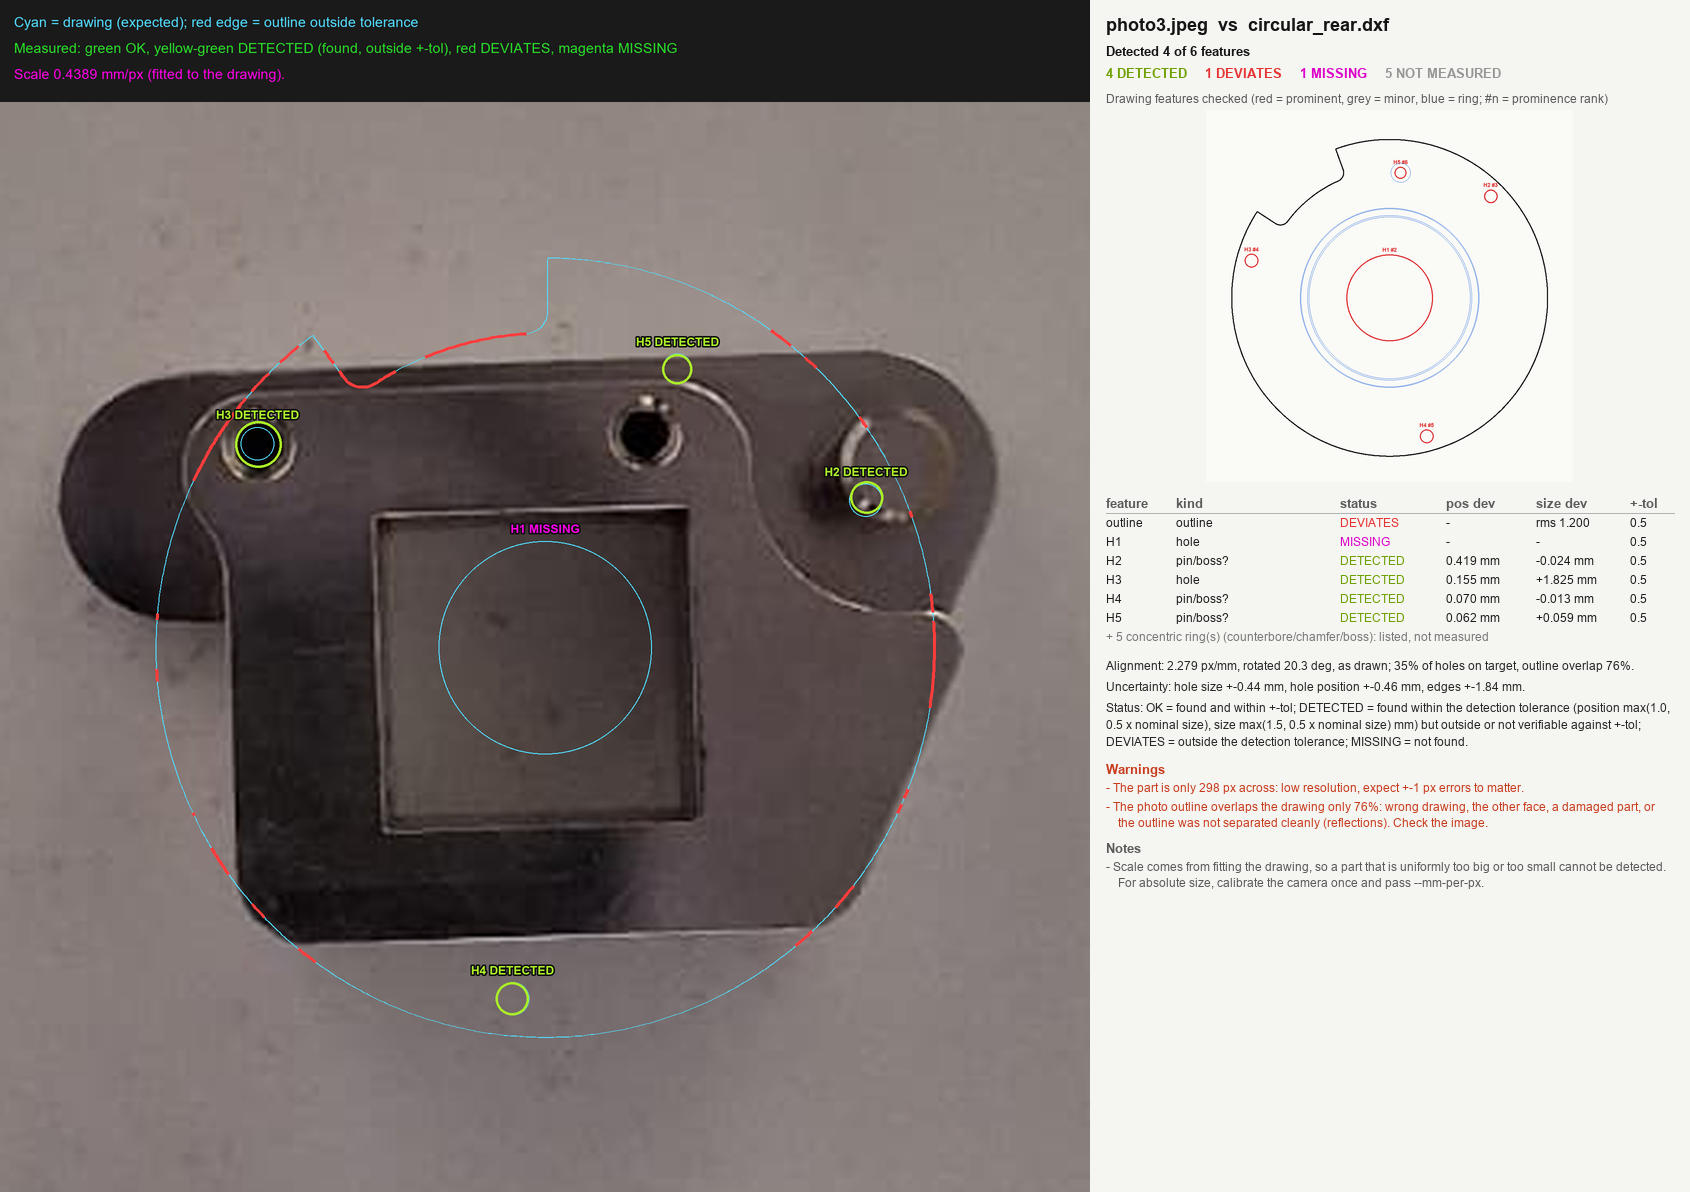 Cyan = drawing (expected); red edge = outline outside tolerance
Measured: green OK, yellow-green DETECTED (found, outside +-tol), red DEVIATES, magenta MISSING
Scale 0.4389 mm/px (fitted to the drawing).
H5 DETECTED
H3 DETECTED
H2 DETECTED
H1 MISSING
H4 DETECTED
photo3.jpeg vs circular_rear.dxf
Detected 4 of 6 features
4 DETECTED 1 DEVIATES 1 MISSING 5 NOT MEASURED
Drawing features checked (red = prominent, grey = minor, blue = ring; #n = prominence rank)
H5 #6
H2 #3
H3 #4
H1 #2
H4 #5
feature kind status pos dev size dev +-tol
outline outline DEVIATES - rms 1.200 0.5
H1 hole MISSING - - 0.5
H2 pin/boss? DETECTED 0.419 mm -0.024 mm 0.5
H3 hole DETECTED 0.155 mm +1.825 mm 0.5
H4 pin/boss? DETECTED 0.070 mm -0.013 mm 0.5
H5 pin/boss? DETECTED 0.062 mm +0.059 mm 0.5
+ 5 concentric ring(s) (counterbore/chamfer/boss): listed, not measured
Alignment: 2.279 px/mm, rotated 20.3 deg, as drawn; 35% of holes on target, outline overlap 76%.
Uncertainty: hole size +-0.44 mm, hole position +-0.46 mm, edges +-1.84 mm.
Status: OK = found and within +-tol; DETECTED = found within the detection tolerance (position max(1.0,
0.5 x nominal size), size max(1.5, 0.5 x nominal size) mm) but outside or not verifiable against +-tol;
DEVIATES = outside the detection tolerance; MISSING = not found.
Warnings
- The part is only 298 px across: low resolution, expect +-1 px errors to matter.
- The photo outline overlaps the drawing only 76%: wrong drawing, the other face, a damaged part, or
the outline was not separated cleanly (reflections). Check the image.
Notes
- Scale comes from fitting the drawing, so a part that is uniformly too big or too small cannot be detected.
For absolute size, calibrate the camera once and pass --mm-per-px.